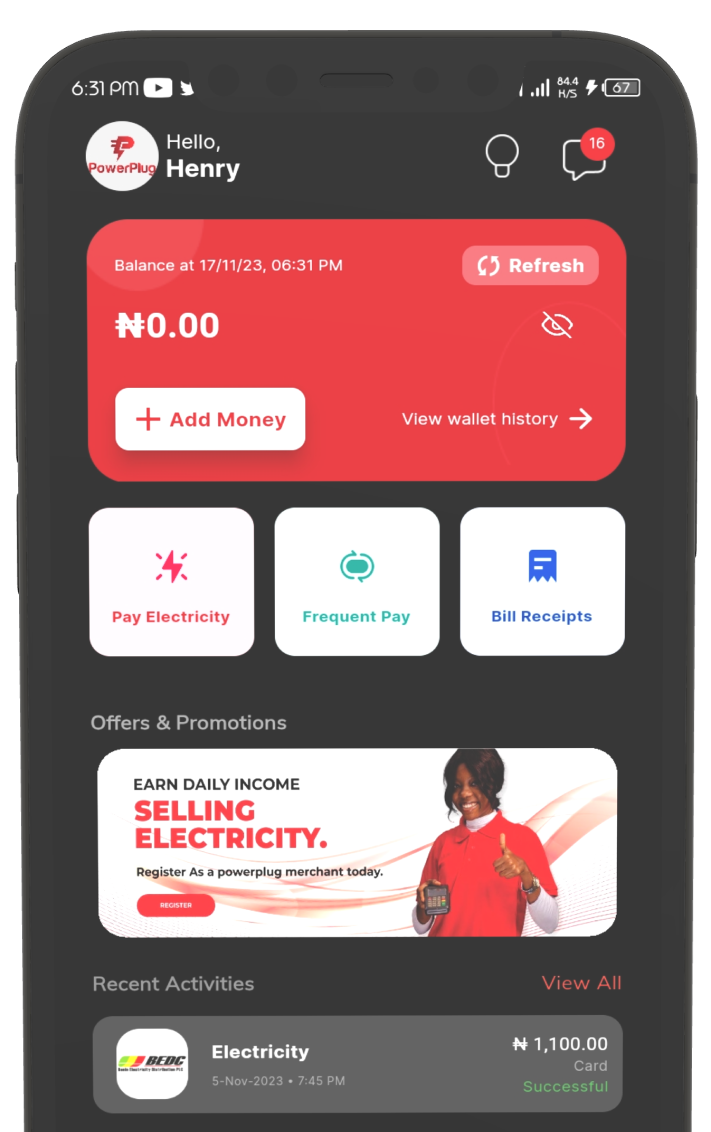 6:31 PM
84.4
K/S
67
PowerPlug
Hello,
Henry
16
Balance at 17/11/23, 06:31 PM
Refresh
₦0.00
Add Money
View wallet history
Pay Electricity
Frequent Pay
Bill Receipts
Offers & Promotions
EARN DAILY INCOME
SELLING
ELECTRICITY.
Register As a powerplug merchant today.
REGISTER
Recent Activities
View All
BEDC
Benin Electricity Distribution PLC
Electricity
5-Nov-2023 • 7:45 PM
₦ 1,100.00
Card
Successful